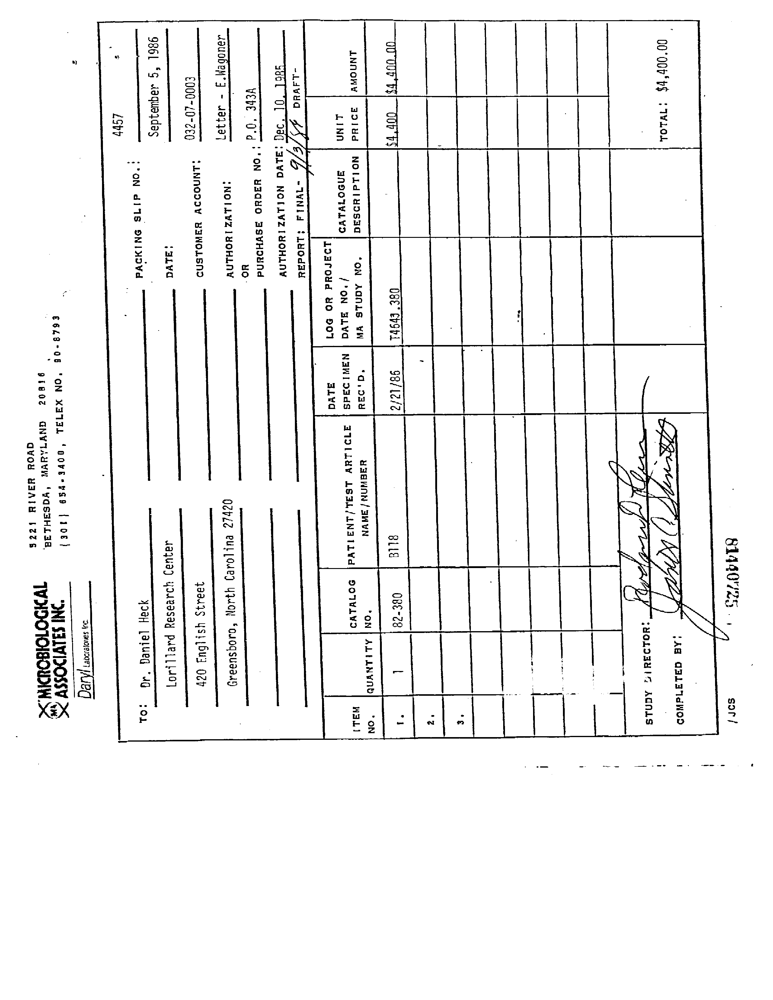 MICROBIOLOGICAL
ASSOCIATES INC.
MA
Daryl Laboratories Inc.
5221 RIVER ROAD
BETHESDA, MARYLAND 20816
(301) 654-3400, TELEX NO. 90-8793
TO: Dr. Daniel Heck
Lorillard Research Center
420 English Street
Greensboro, North Carolina 27420
PACKING SLIP NO.: 4457
DATE: September 5, 1986
CUSTOMER ACCOUNT: 032-07-0003
AUTHORIZATION: Letter - E.Wagoner
OR
PURCHASE ORDER NO.: P.O. 343A
AUTHORIZATION DATE: Dec. 10, 1985
REPORT: FINAL- 9/3/86 DRAFT-
ITEM NO. QUANTITY CATALOG NO. PATIENT/TEST ARTICLE NAME/NUMBER DATE SPECIMEN REC'D. LOG OR PROJECT DATE NO./ MA STUDY NO. CATALOGUE DESCRIPTION UNIT PRICE AMOUNT
1. 1 82-380 B118 2/21/86 T4643.380 $4,400 $4,400.00
2.
3.
STUDY DIRECTOR:
COMPLETED BY:
TOTAL: $4,400.00
/JCS
81440725